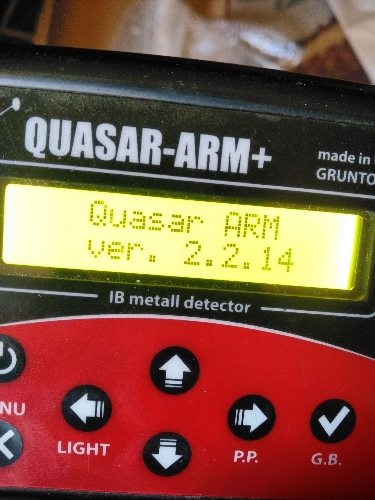 QUASAR-ARM+
made in
GRUNTO
Quasar ARM
ver. 2.2.14
IB metall detector
NU
LIGHT
P.P.
G.B.